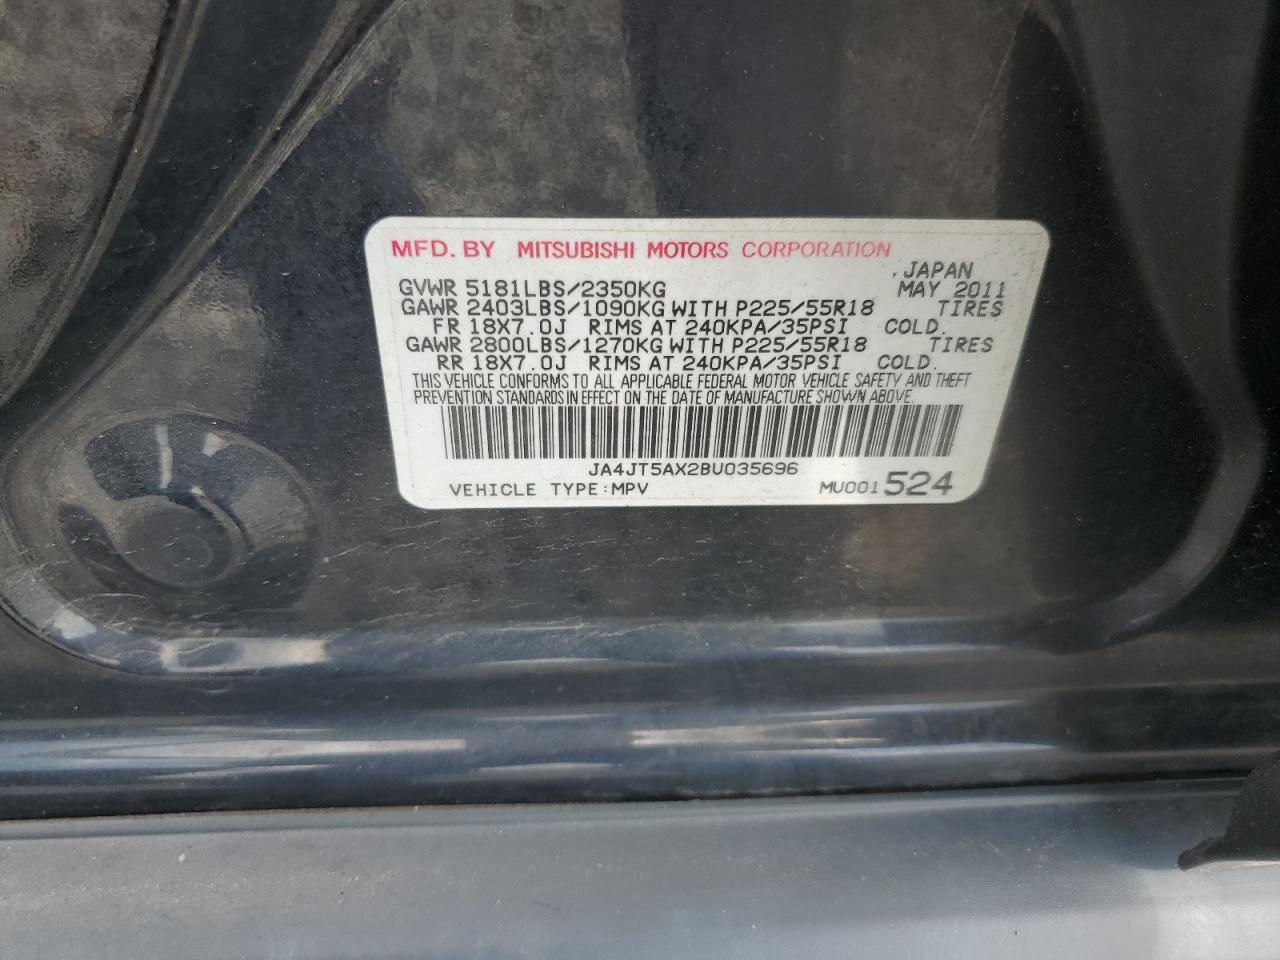 MFD. BY MITSUBISHI MOTORS CORPORATION
. JAPAN
GVWR 5181LBS/2350KG MAY 2011
GAWR 2403LBS/1090KG WITH P225/55R18 TIRES
FR 18X7.0J RIMS AT 240KPA/35PSI COLD.
GAWR 2800LBS/1270KG WITH P225/55R18 TIRES
RR 18X7.0J RIMS AT 240KPA/35PSI COLD.
THIS VEHICLE CONFORMS TO ALL APPLICABLE FEDERAL MOTOR VEHICLE SAFETY AND THEFT
PREVENTION STANDARDS IN EFFECT ON THE DATE OF MANUFACTURE SHOWN ABOVE.
JA4JT5AX2BU035696
VEHICLE TYPE:MPV MU001524